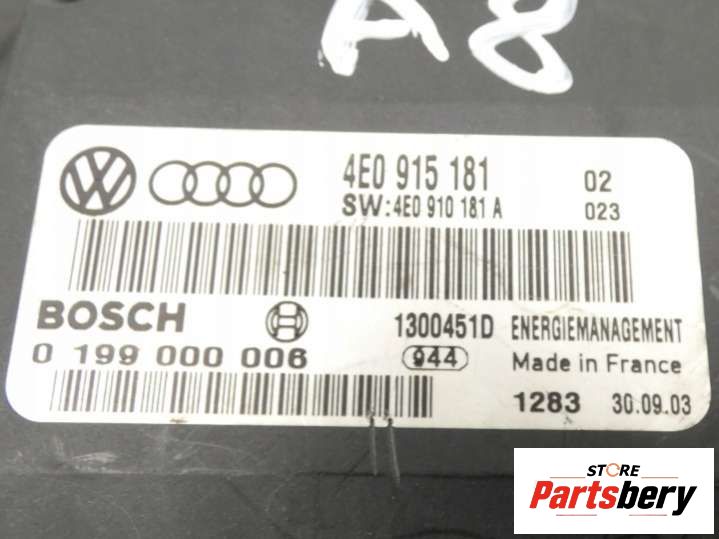 A8
4E0 915 181 02
SW:4E0 910 181 A 023
BOSCH 1300451D ENERGIEMANAGEMENT
0 199 000 006 944 Made in France
1283 30.09.03
STORE
Partsbery